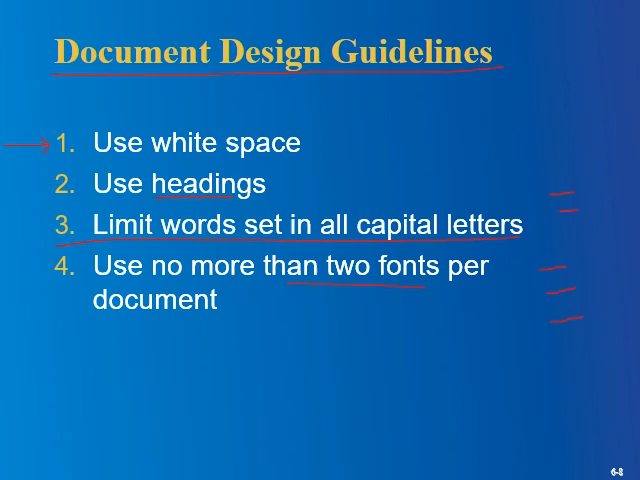 Document Design Guidelines
1. Use white space
2. Use headings
3. Limit words set in all capital letters
4. Use no more than two fonts per
document
6-8